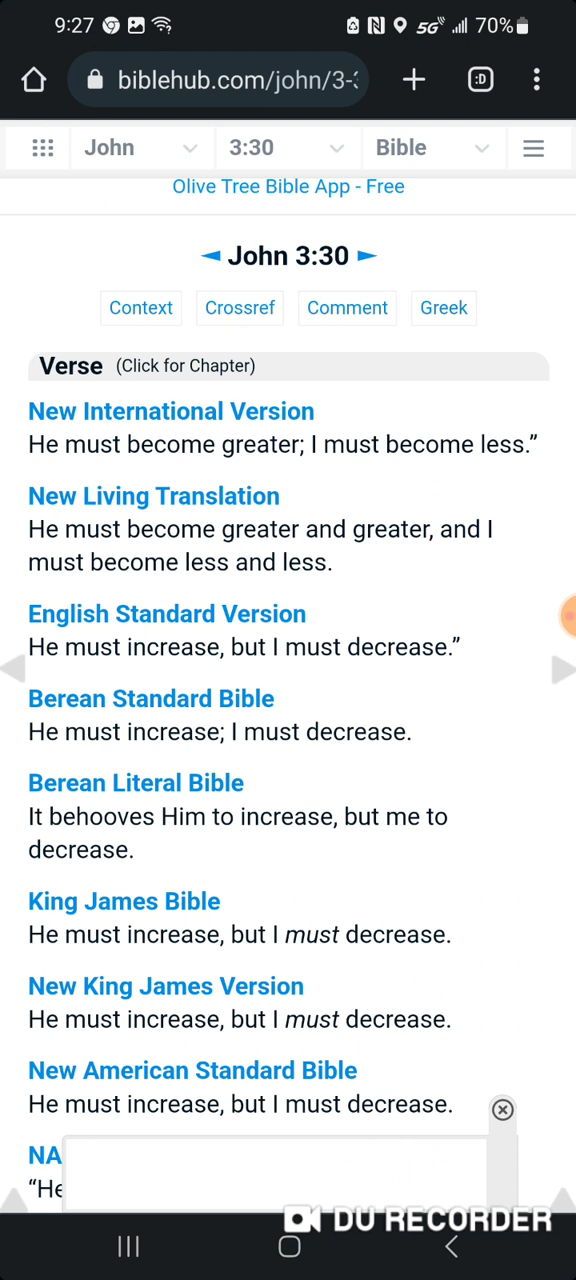 9:27 5G 70%
biblehub.com/john/3-
:D
John 3:30 Bible
Olive Tree Bible App - Free
John 3:30
Context Crossref Comment Greek
Verse (Click for Chapter)
New International Version
He must become greater; I must become less.”
New Living Translation
He must become greater and greater, and I
must become less and less.
English Standard Version
He must increase, but I must decrease.”
Berean Standard Bible
He must increase; I must decrease.
Berean Literal Bible
It behooves Him to increase, but me to
decrease.
King James Bible
He must increase, but I must decrease.
New King James Version
He must increase, but I must decrease.
New American Standard Bible
He must increase, but I must decrease.
NA
“He
DU RECORDER